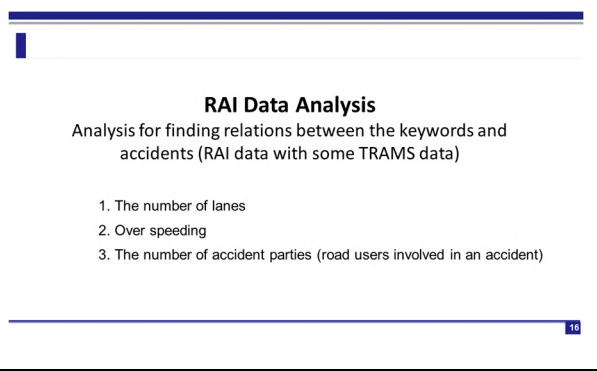 RAI Data Analysis
Analysis for finding relations between the keywords and
accidents (RAI data with some TRAMS data)
1. The number of lanes
2. Over speeding
3. The number of accident parties (road users involved in an accident)
16